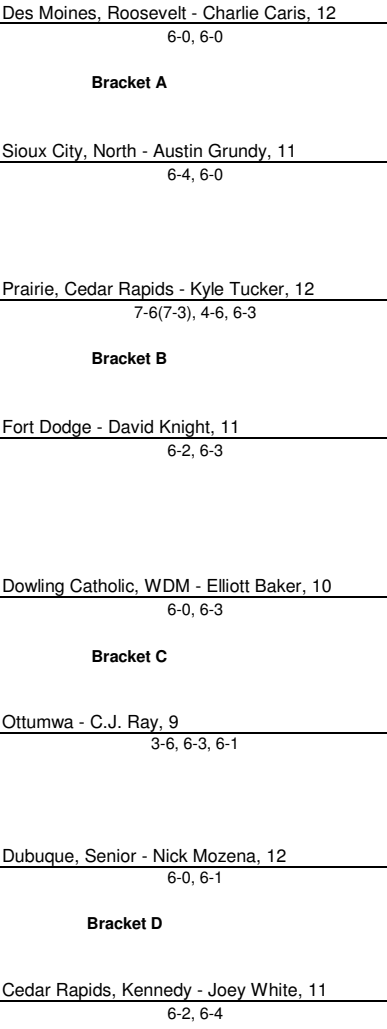 Des Moines, Roosevelt - Charlie Caris, 12
6-0, 6-0
Bracket A
Sioux City, North - Austin Grundy, 11
6-4, 6-0
Prairie, Cedar Rapids - Kyle Tucker, 12
7-6(7-3), 4-6, 6-3
Bracket B
Fort Dodge - David Knight, 11
6-2, 6-3
Dowling Catholic, WDM - Elliott Baker, 10
6-0, 6-3
Bracket C
Ottumwa - C.J. Ray, 9
3-6, 6-3, 6-1
Dubuque, Senior - Nick Mozena, 12
6-0, 6-1
Bracket D
Cedar Rapids, Kennedy - Joey White, 11
6-2, 6-4